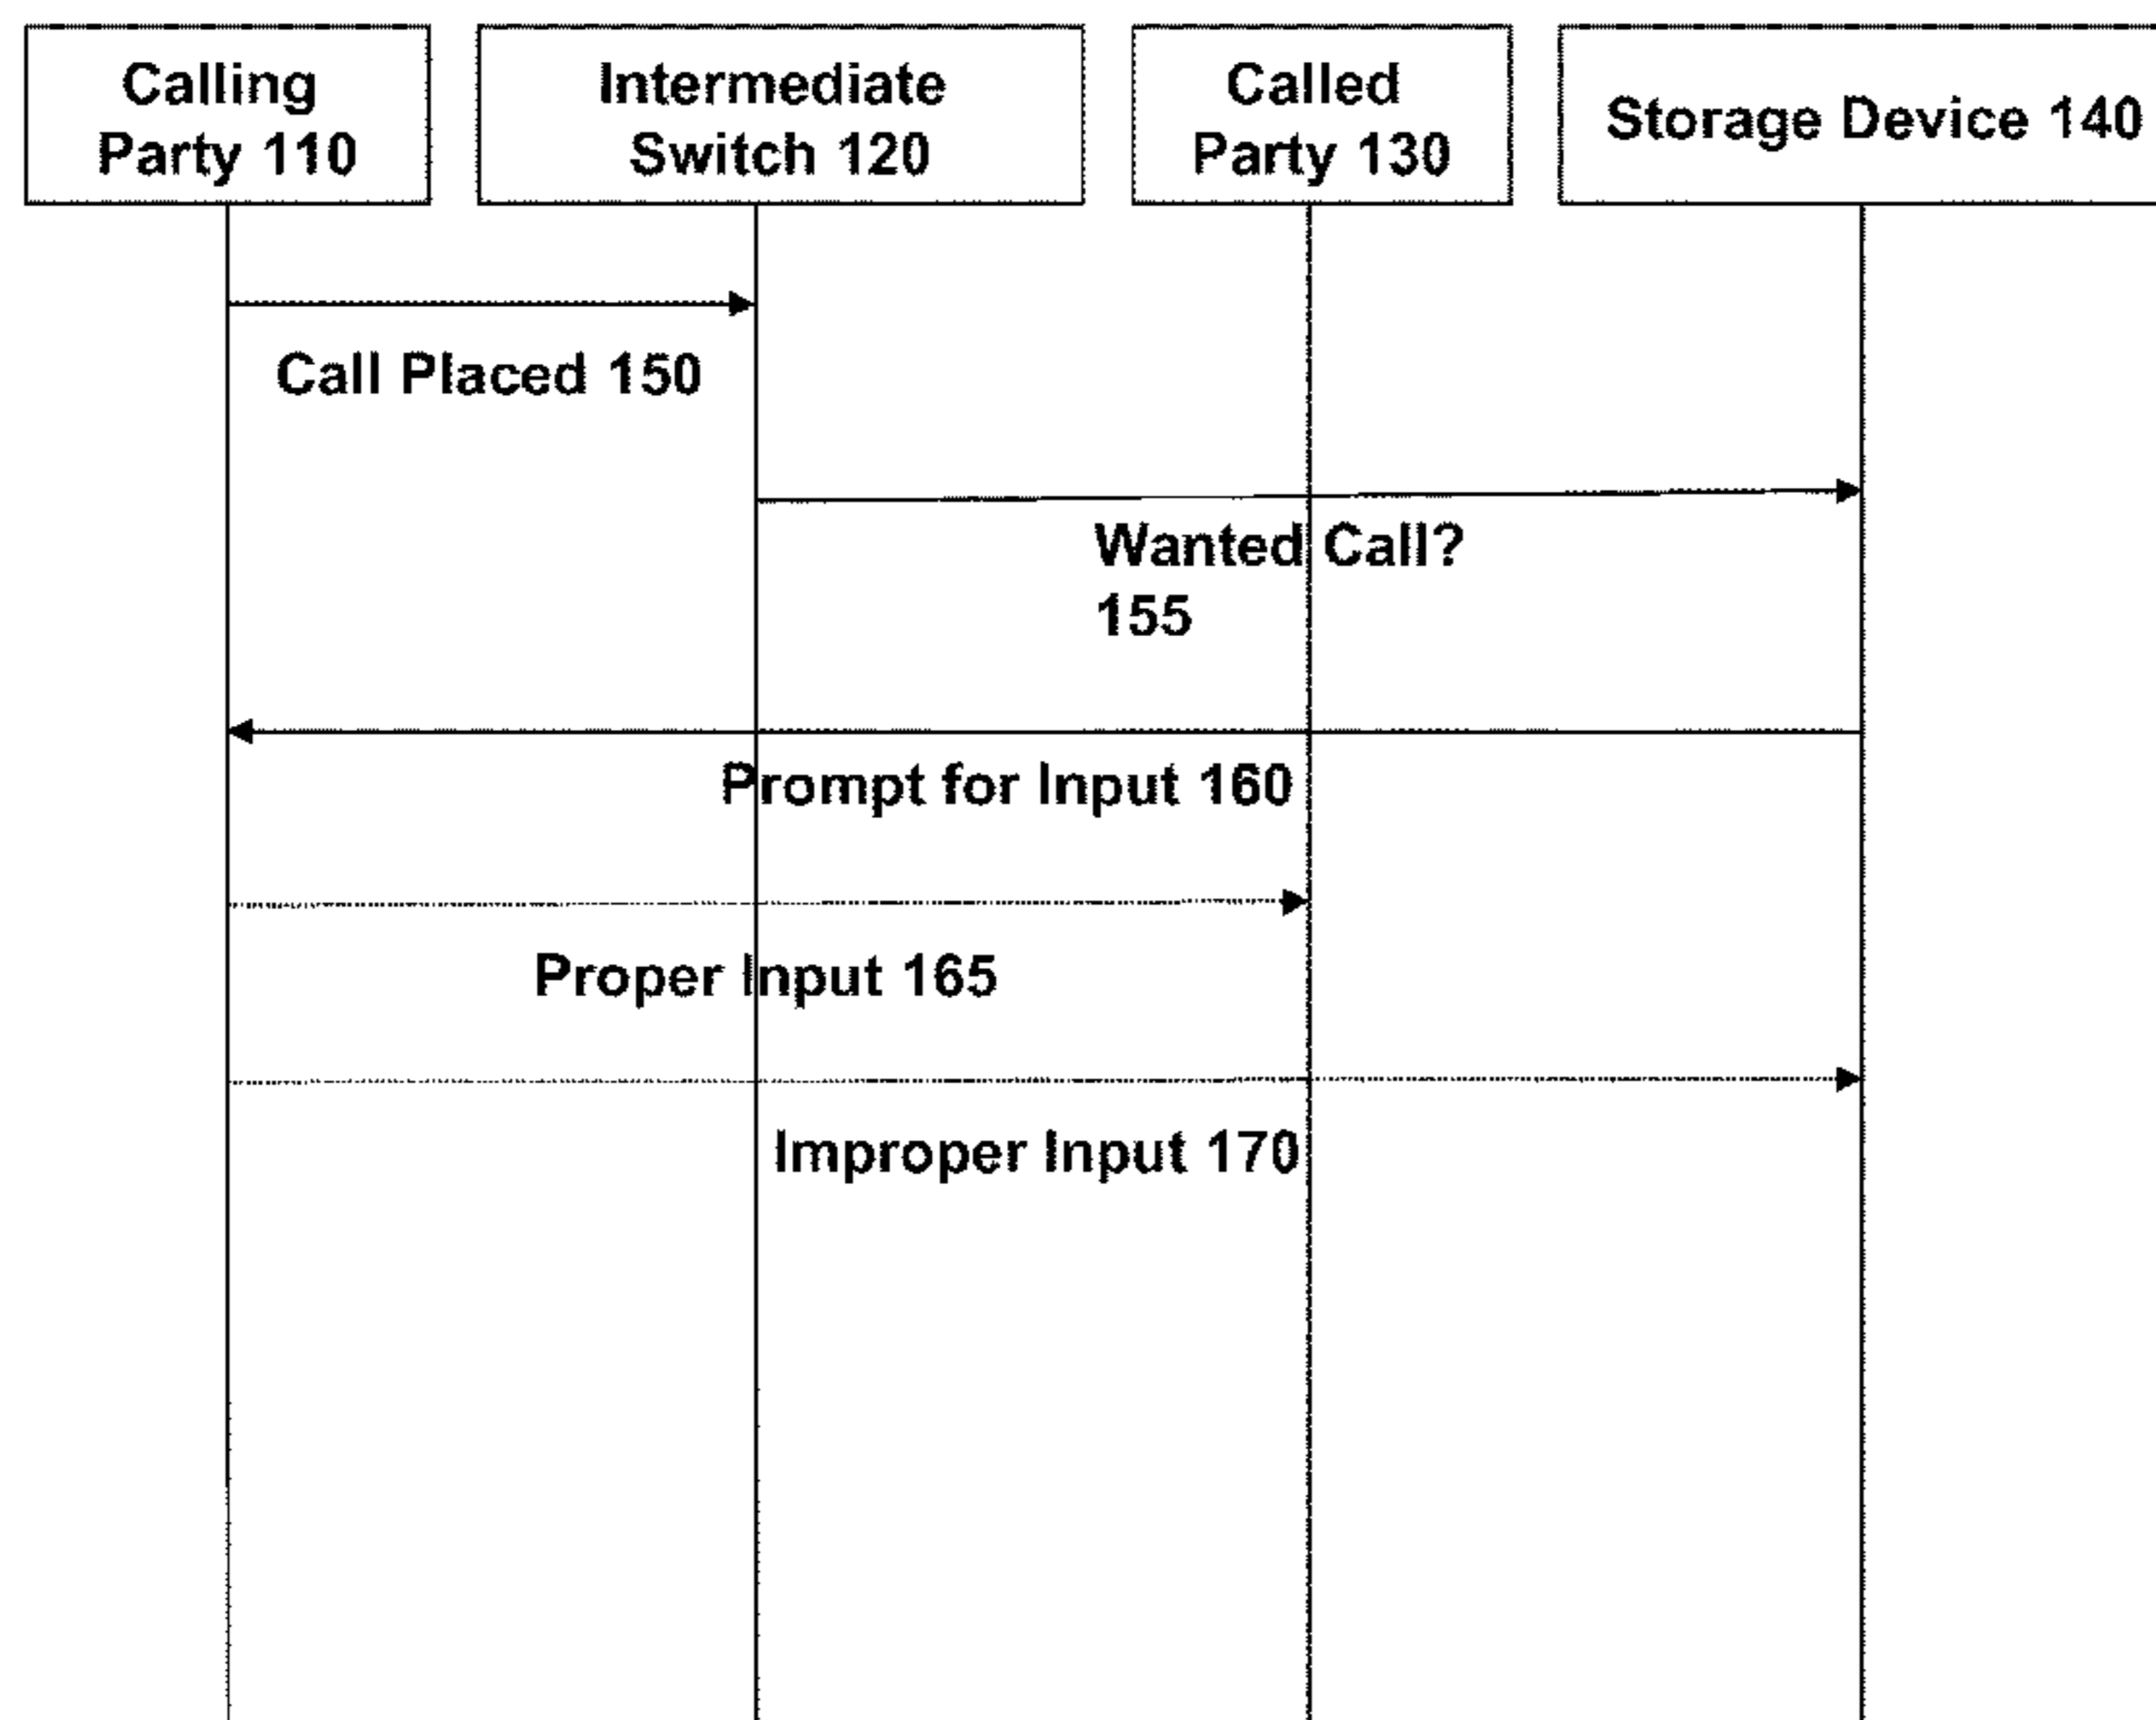 Calling
Party 110
Intermediate
Switch 120
Called
Party 130
Storage Device 140
Call Placed 150
Wanted Call?
155
Prompt for Input 160
Proper Input 165
Improper Input 170